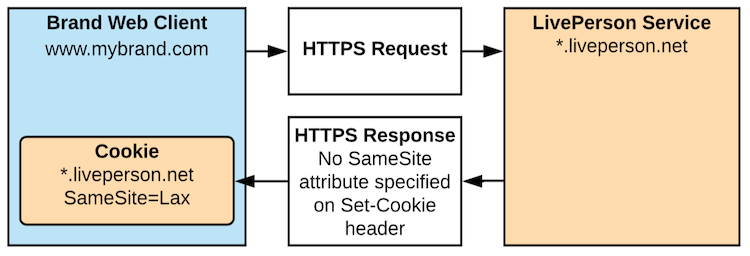 Brand Web Client
www.mybrand.com
HTTPS Request
LivePerson Service
*.liveperson.net
Cookie
*.liveperson.net
SameSite=Lax
HTTPS Response
No SameSite
attribute specified
on Set-Cookie
header